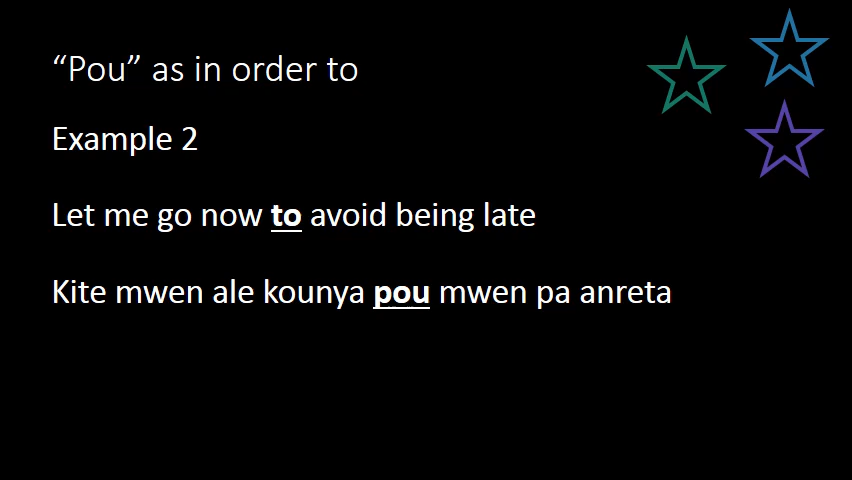 “Pou” as in order to
Example 2
Let me go now to avoid being late
Kite mwen ale kounya pou mwen pa anreta